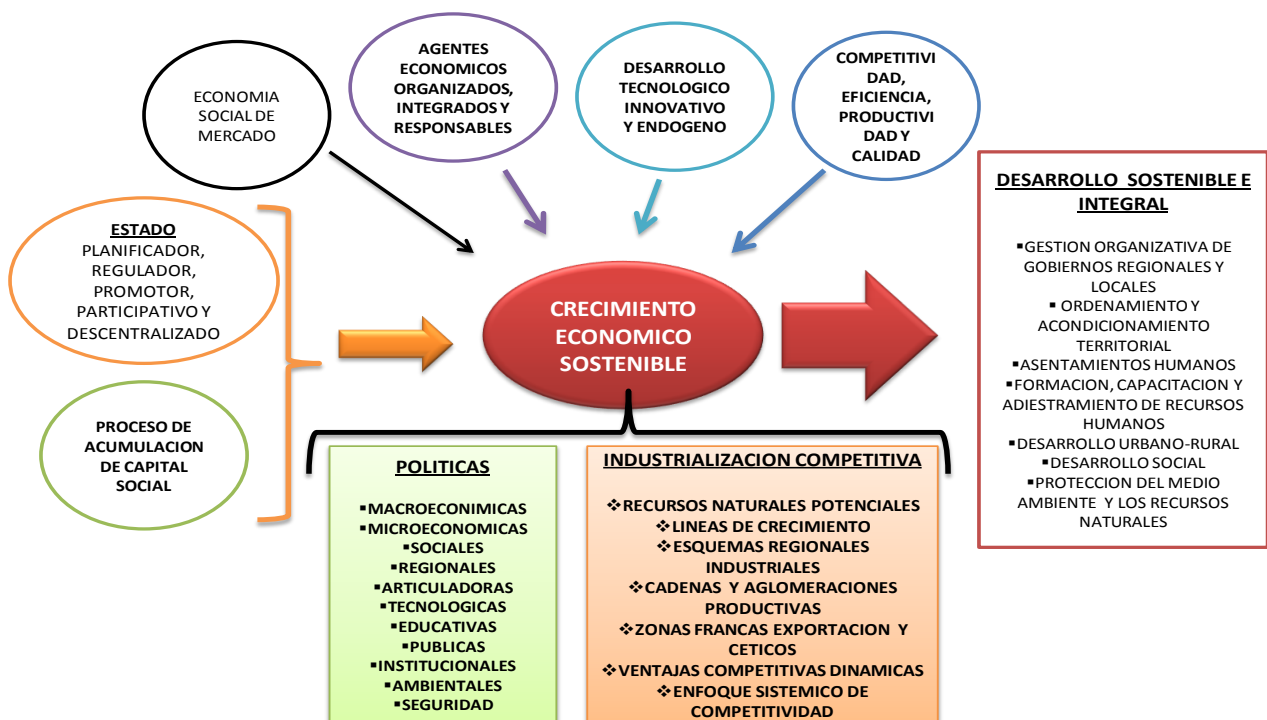 ECONOMIA
SOCIAL DE
MERCADO
AGENTES
ECONOMICOS
ORGANIZADOS,
INTEGRADOS Y
RESPONSABLES
DESARROLLO
TECNOLOGICO
INNOVATIVO
Y ENDOGENO
COMPETITIVI
DAD,
EFICIENCIA,
PRODUCTIVI
DAD Y
CALIDAD
ESTADO
PLANIFICADOR,
REGULADOR,
PROMOTOR,
PARTICIPATIVO Y
DESCENTRALIZADO
PROCESO DE
ACUMULACION
DE CAPITAL
SOCIAL
CRECIMIENTO
ECONOMICO
SOSTENIBLE
DESARROLLO SOSTENIBLE E
INTEGRAL
▪GESTION ORGANIZATIVA DE
GOBIERNOS REGIONALES Y
LOCALES
▪ ORDENAMIENTO Y
ACONDICIONAMIENTO
TERRITORIAL
▪ASENTAMIENTOS HUMANOS
▪FORMACION, CAPACITACION Y
ADIESTRAMIENTO DE RECURSOS
HUMANOS
▪DESARROLLO URBANO-RURAL
▪DESARROLLO SOCIAL
▪PROTECCION DEL MEDIO
AMBIENTE Y LOS RECURSOS
NATURALES
POLITICAS
▪MACROECONIMICAS
▪MICROECONOMICAS
▪SOCIALES
▪REGIONALES
▪ARTICULADORAS
▪TECNOLOGICAS
▪EDUCATIVAS
▪PUBLICAS
▪INSTITUCIONALES
▪AMBIENTALES
▪SEGURIDAD
INDUSTRIALIZACION COMPETITIVA
❖RECURSOS NATURALES POTENCIALES
❖LINEAS DE CRECIMIENTO
❖ESQUEMAS REGIONALES
INDUSTRIALES
❖CADENAS Y AGLOMERACIONES
PRODUCTIVAS
❖ZONAS FRANCAS EXPORTACION Y
CETICOS
❖VENTAJAS COMPETITIVAS DINAMICAS
❖ENFOQUE SISTEMICO DE
COMPETITIVIDAD